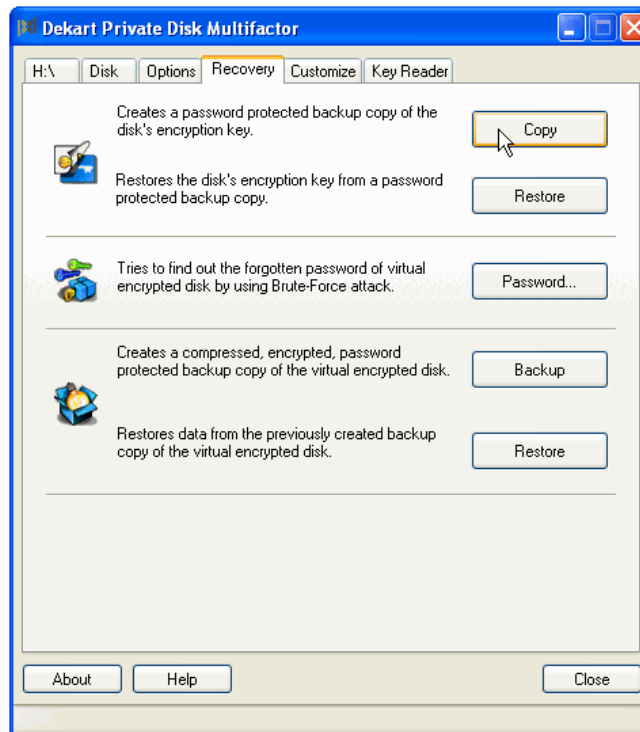 Dekart Private Disk Multifactor
H:\ Disk Options Recovery Customize Key Reader
Creates a password protected backup copy of the
disk's encryption key.
Copy
Restores the disk's encryption key from a password
protected backup copy.
Restore
Tries to find out the forgotten password of virtual
encrypted disk by using Brute-Force attack.
Password...
Creates a compressed, encrypted, password
protected backup copy of the virtual encrypted disk.
Backup
Restores data from the previously created backup
copy of the virtual encrypted disk.
Restore
About Help Close